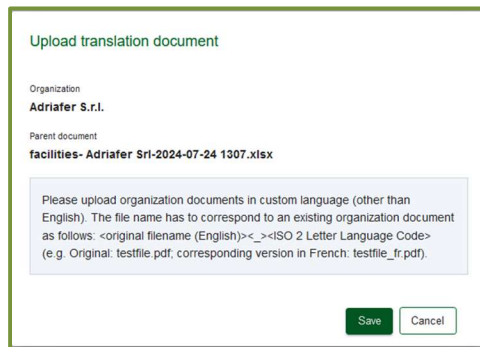 Upload translation document
Organization
Adriafer S.r.l.
Parent document
facilities- Adriafer Srl-2024-07-24 1307.xlsx
Please upload organization documents in custom language (other than
English). The file name has to correspond to an existing organization document
as follows: <original filename (English)><_><ISO 2 Letter Language Code>
(e.g. Original: testfile.pdf; corresponding version in French: testfile_fr.pdf).
Save Cancel